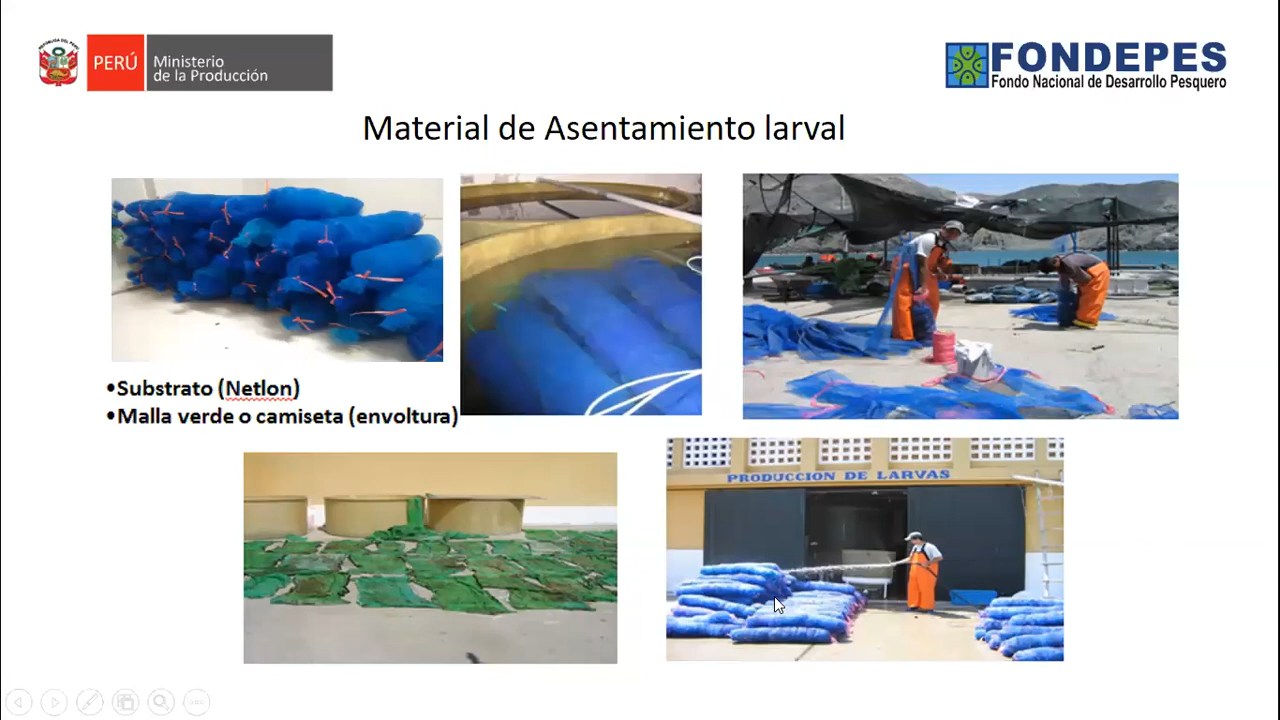 PERÚ
Ministerio
de la Producción
FONDEPES
Fondo Nacional de Desarrollo Pesquero
Material de Asentamiento larval
•Substrato (Netlon)
•Malla verde o camiseta (envoltura)
PRODUCCION DE LARVAS